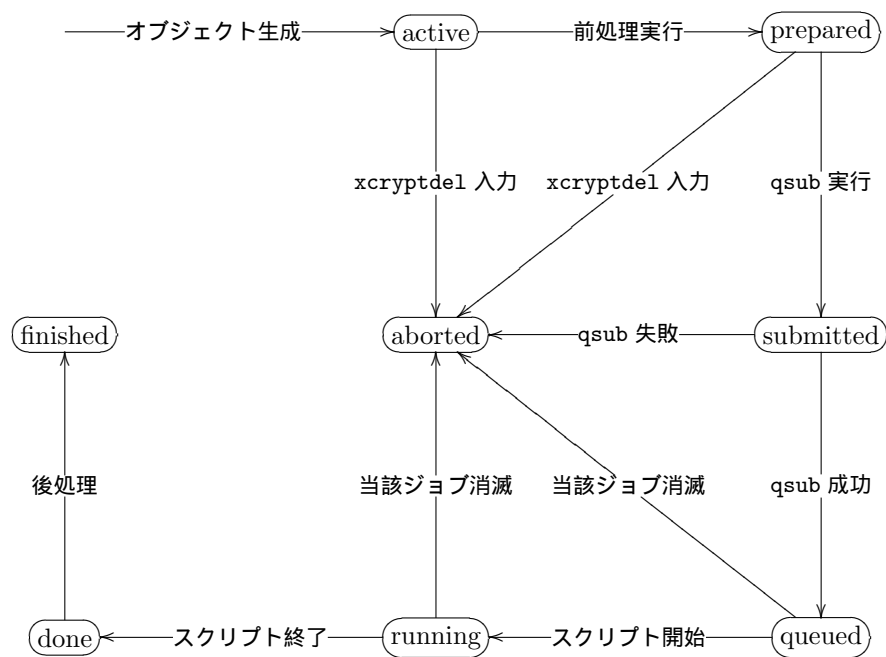 オブジェクト生成 active 前処理実行 prepared
xcryptdel 入力 xcryptdel 入力 qsub 実行
finished aborted qsub 失敗 submitted
後処理 当該ジョブ消滅 当該ジョブ消滅 qsub 成功
done スクリプト終了 running スクリプト開始 queued